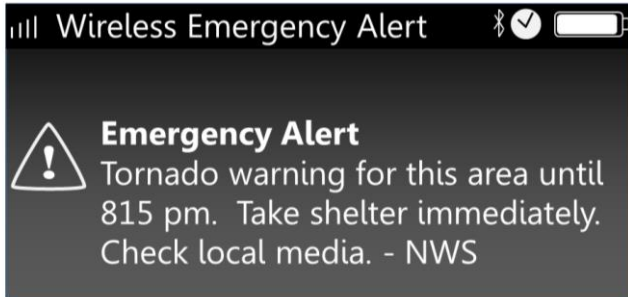 Wireless Emergency Alert
Emergency Alert
Tornado warning for this area until
815 pm.  Take shelter immediately.
Check local media. - NWS